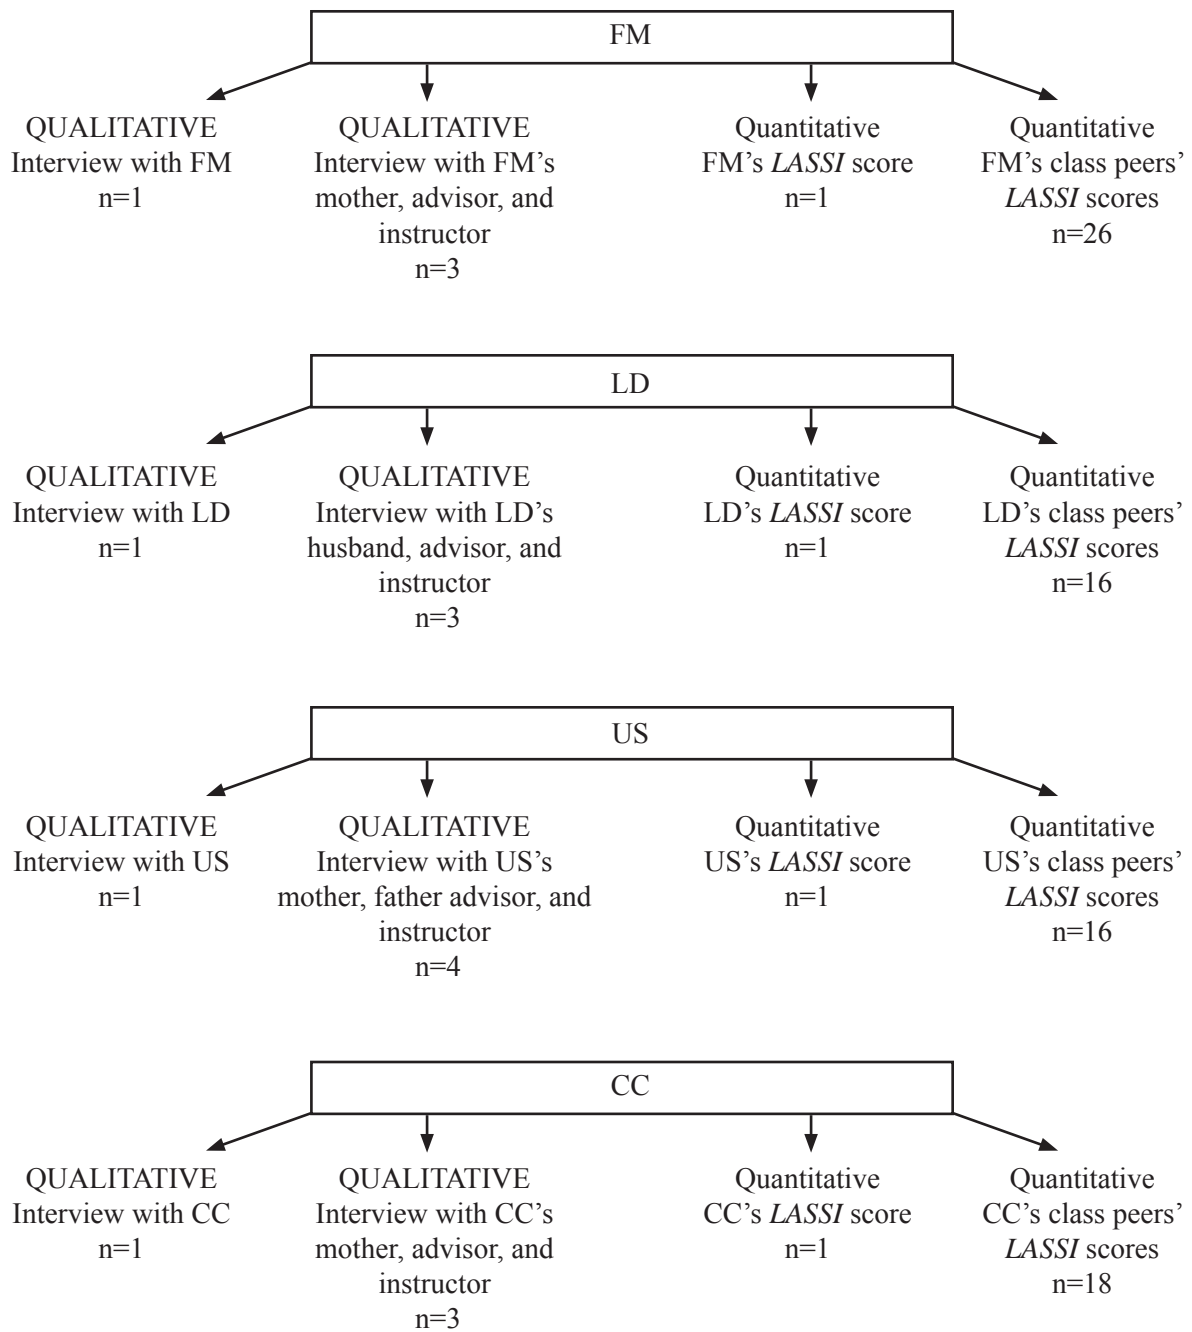 FM
QUALITATIVE
Interview with FM
n=1
QUALITATIVE
Interview with FM’s
mother, advisor, and
instructor
n=3
Quantitative
FM’s LASSI score
n=1
Quantitative
FM’s class peers’
LASSI scores
n=26
LD
QUALITATIVE
Interview with LD
n=1
QUALITATIVE
Interview with LD’s
husband, advisor, and
instructor
n=3
Quantitative
LD’s LASSI score
n=1
Quantitative
LD’s class peers’
LASSI scores
n=16
US
QUALITATIVE
Interview with US
n=1
QUALITATIVE
Interview with US’s
mother, father advisor, and
instructor
n=4
Quantitative
US’s LASSI score
n=1
Quantitative
US’s class peers’
LASSI scores
n=16
CC
QUALITATIVE
Interview with CC
n=1
QUALITATIVE
Interview with CC’s
mother, advisor, and
instructor
n=3
Quantitative
CC’s LASSI score
n=1
Quantitative
CC’s class peers’
LASSI scores
n=18